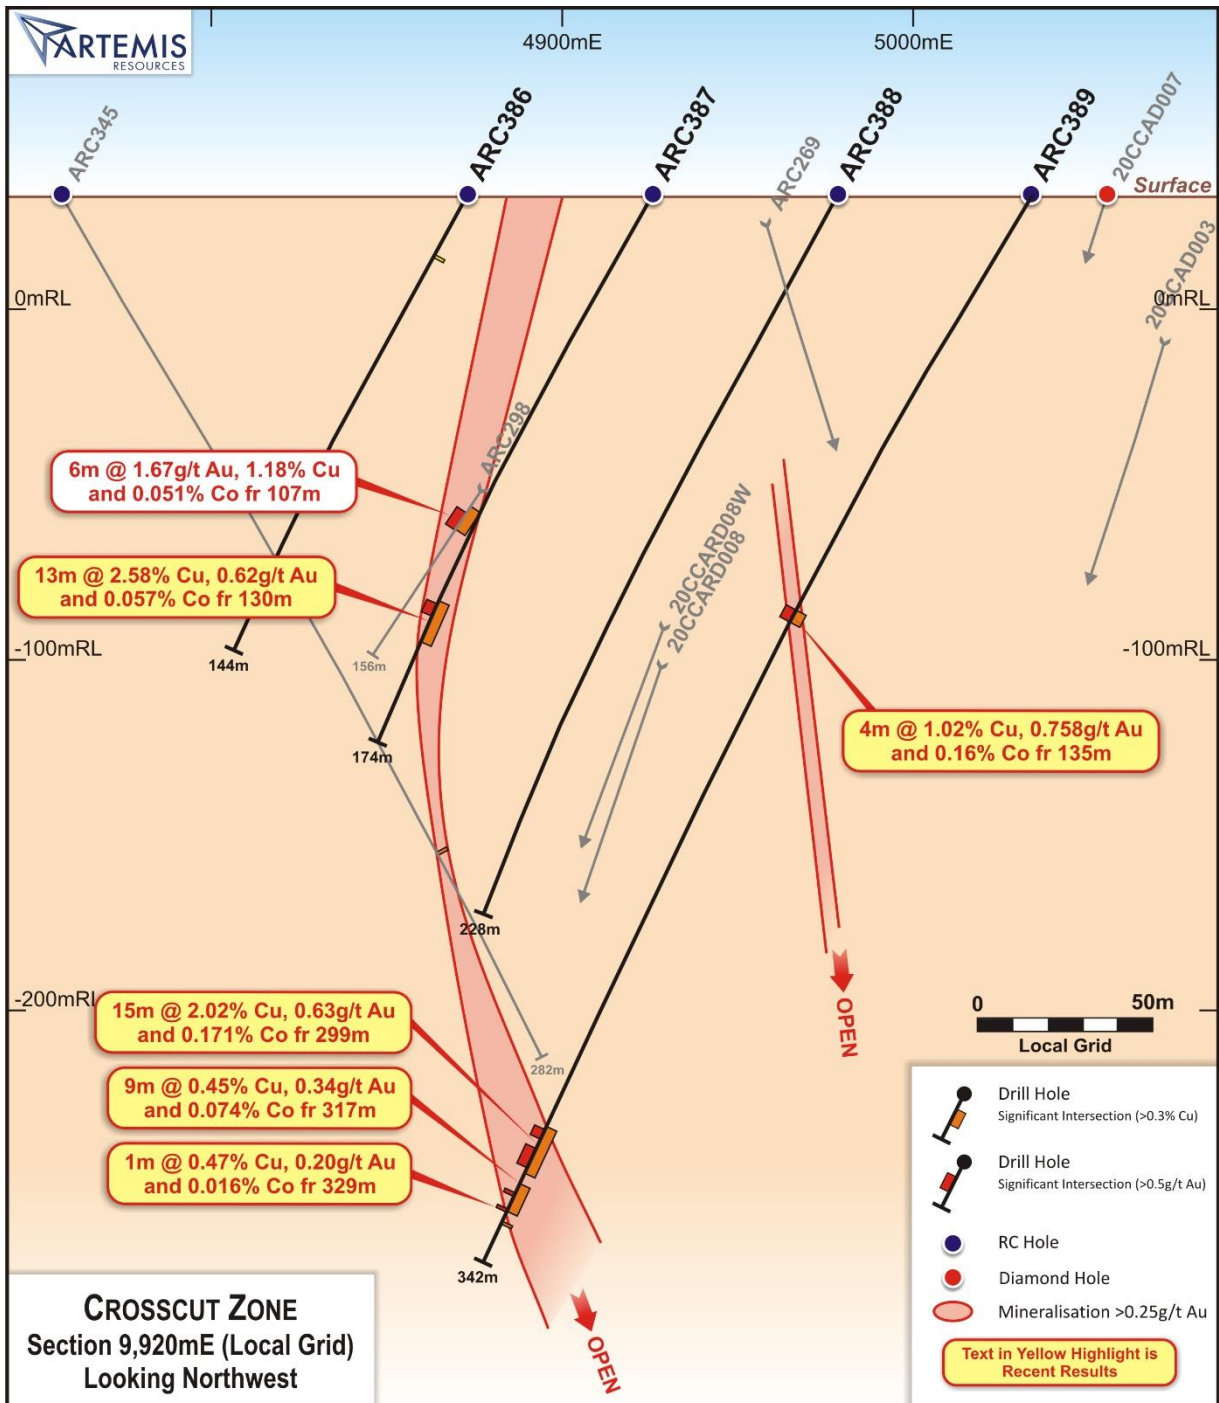 ARTEMIS
RESOURCES
4900mE
5000mE
ARC345
ARC386
ARC387
ARC269
ARC388
ARC389
20CCAD007
Surface
20CCAD003
0mRL
0mRL
ARC298
6m @ 1.67g/t Au, 1.18% Cu
and 0.051% Co fr 107m
20CCARD08W
20CCARD008
13m @ 2.58% Cu, 0.62g/t Au
and 0.057% Co fr 130m
-100mRL
-100mRL
144m
156m
174m
4m @ 1.02% Cu, 0.758g/t Au
and 0.16% Co fr 135m
228m
-200mRL
15m @ 2.02% Cu, 0.63g/t Au
and 0.171% Co fr 299m
OPEN
0
50m
Local Grid
282m
9m @ 0.45% Cu, 0.34g/t Au
and 0.074% Co fr 317m
1m @ 0.47% Cu, 0.20g/t Au
and 0.016% Co fr 329m
342m
OPEN
Drill Hole
Significant Intersection (>0.3% Cu)
Drill Hole
Significant Intersection (>0.5g/t Au)
RC Hole
Diamond Hole
Mineralisation >0.25g/t Au
Text in Yellow Highlight is
Recent Results
CROSSCUT ZONE
Section 9,920mE (Local Grid)
Looking Northwest